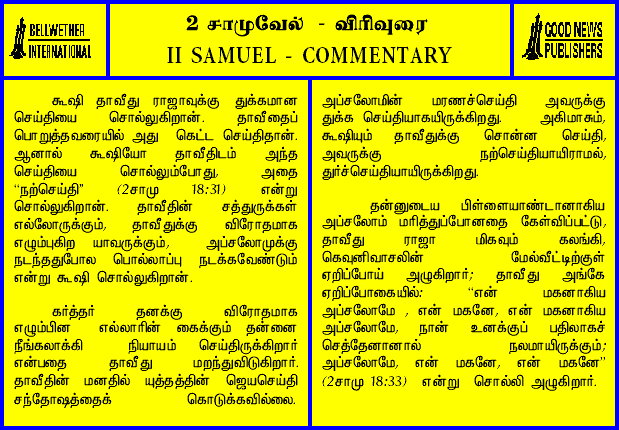 BELLWETHER
INTERNATIONAL
2 சாமுவேல் - விரிவுரை
II SAMUEL - COMMENTARY
GOOD NEWS
PUBLISHERS
கூஷி தாவீது ராஜாவுக்கு துக்கமான
செய்தியை சொல்லுகிறான். தாவீதைப்
பொறுத்தவரையில் அது கெட்ட செய்திதான்.
ஆனால் கூஷியோ தாவீதிடம் அந்த
செய்தியை சொல்லும்போது, அதை
“நற்செய்தி” (2சாமு 18:31) என்று
சொல்லுகிறான். தாவீதின் சத்துருக்கள்
எல்லோருக்கும், தாவீதுக்கு விரோதமாக
எழும்புகிற யாவருக்கும், அப்சலோமுக்கு
நடந்ததுபோல பொல்லாப்பு நடக்கவேண்டும்
என்று கூஷி சொல்லுகிறான்.
கர்த்தர் தனக்கு விரோதமாக
எழும்பின எல்லாரின் கைக்கும் தன்னை
நீங்கலாக்கி நியாயம் செய்திருக்கிறார்
என்பதை தாவீது மறந்துவிடுகிறார்.
தாவீதின் மனதில் யுத்தத்தின் ஜெயசெய்தி
சந்தோஷத்தைக் கொடுக்கவில்லை.
அப்சலோமின் மரணச்செய்தி அவருக்கு
துக்க செய்தியாகயிருக்கிறது. அகிமாசும்,
கூஷியும் தாவீதுக்கு சொன்ன செய்தி,
அவருக்கு நற்செய்தியாயிராமல்,
துர்ச்செய்தியாயிருக்கிறது.
தன்னுடைய பிள்ளையாண்டானாகிய
அப்சலோம் மரித்துப்போனதை கேள்விப்பட்டு,
தாவீது ராஜா மிகவும் கலங்கி,
கெவுனிவாசலின் மேல்வீட்டிற்குள்
ஏறிப்போய் அழுகிறார்; தாவீது அங்கே
ஏறிப்போகையில்: “என் மகனாகிய
அப்சலோமே , என் மகனே, என் மகனாகிய
அப்சலோமே, நான் உனக்குப் பதிலாகச்
செத்தேனானால் நலமாயிருக்கும்;
அப்சலோமே, என் மகனே, என் மகனே”
(2சாமு 18:33) என்று சொல்லி அழுகிறார்.